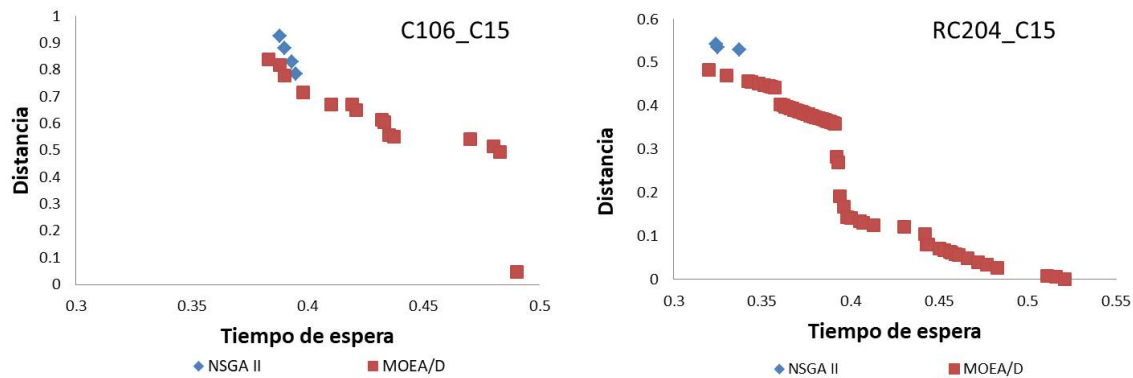 C106_C15
1
0.9
0.8
0.7
0.6
0.5
0.4
0.3
0.2
0.1
0
Distancia
0.3 0.35 0.4 0.45 0.5
Tiempo de espera
NSGA II MOEA/D
RC204_C15
0.6
0.5
0.4
0.3
0.2
0.1
0
Distancia
0.3 0.35 0.4 0.45 0.5 0.55
Tiempo de espera
NSGA II MOEA/D